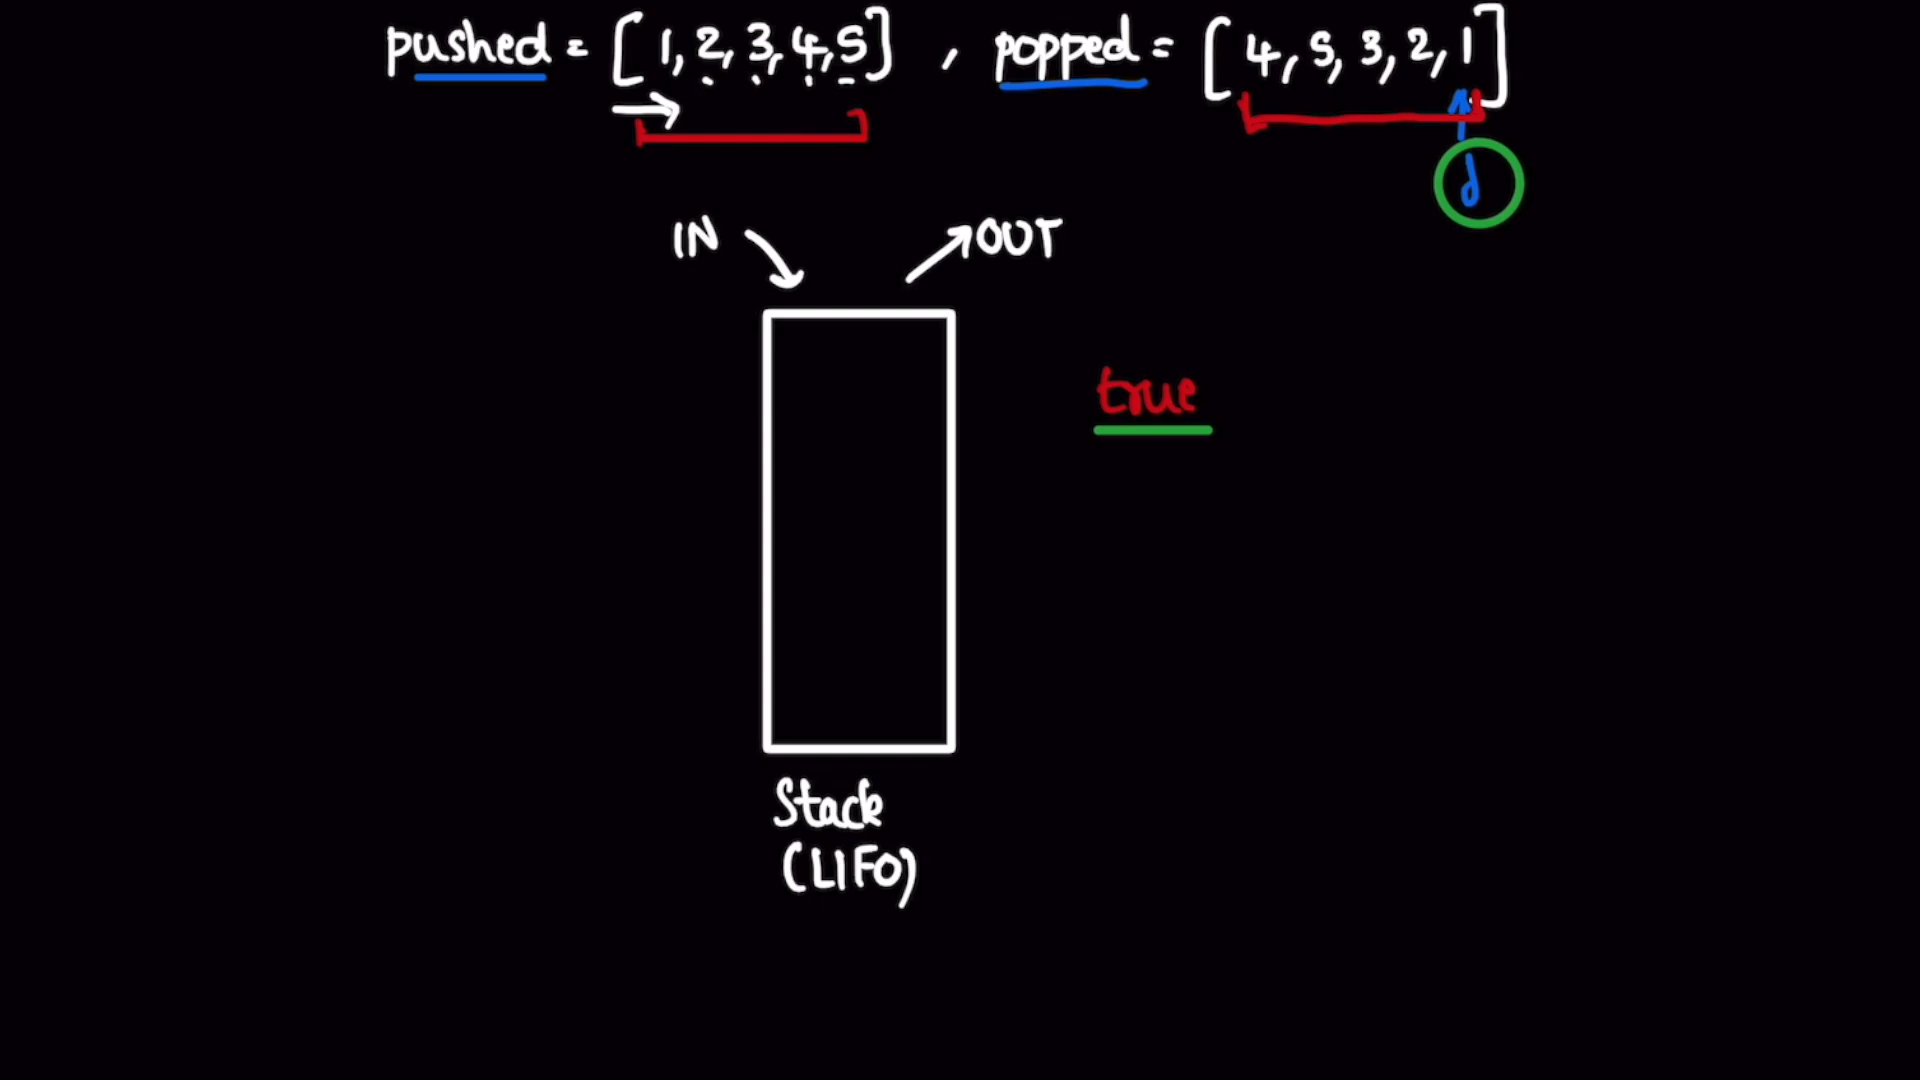 pushed = [1, 2, 3, 4, 5] , popped = [4, 5, 3, 2, 1]
IN OUT
true
Stack
(LIFO)